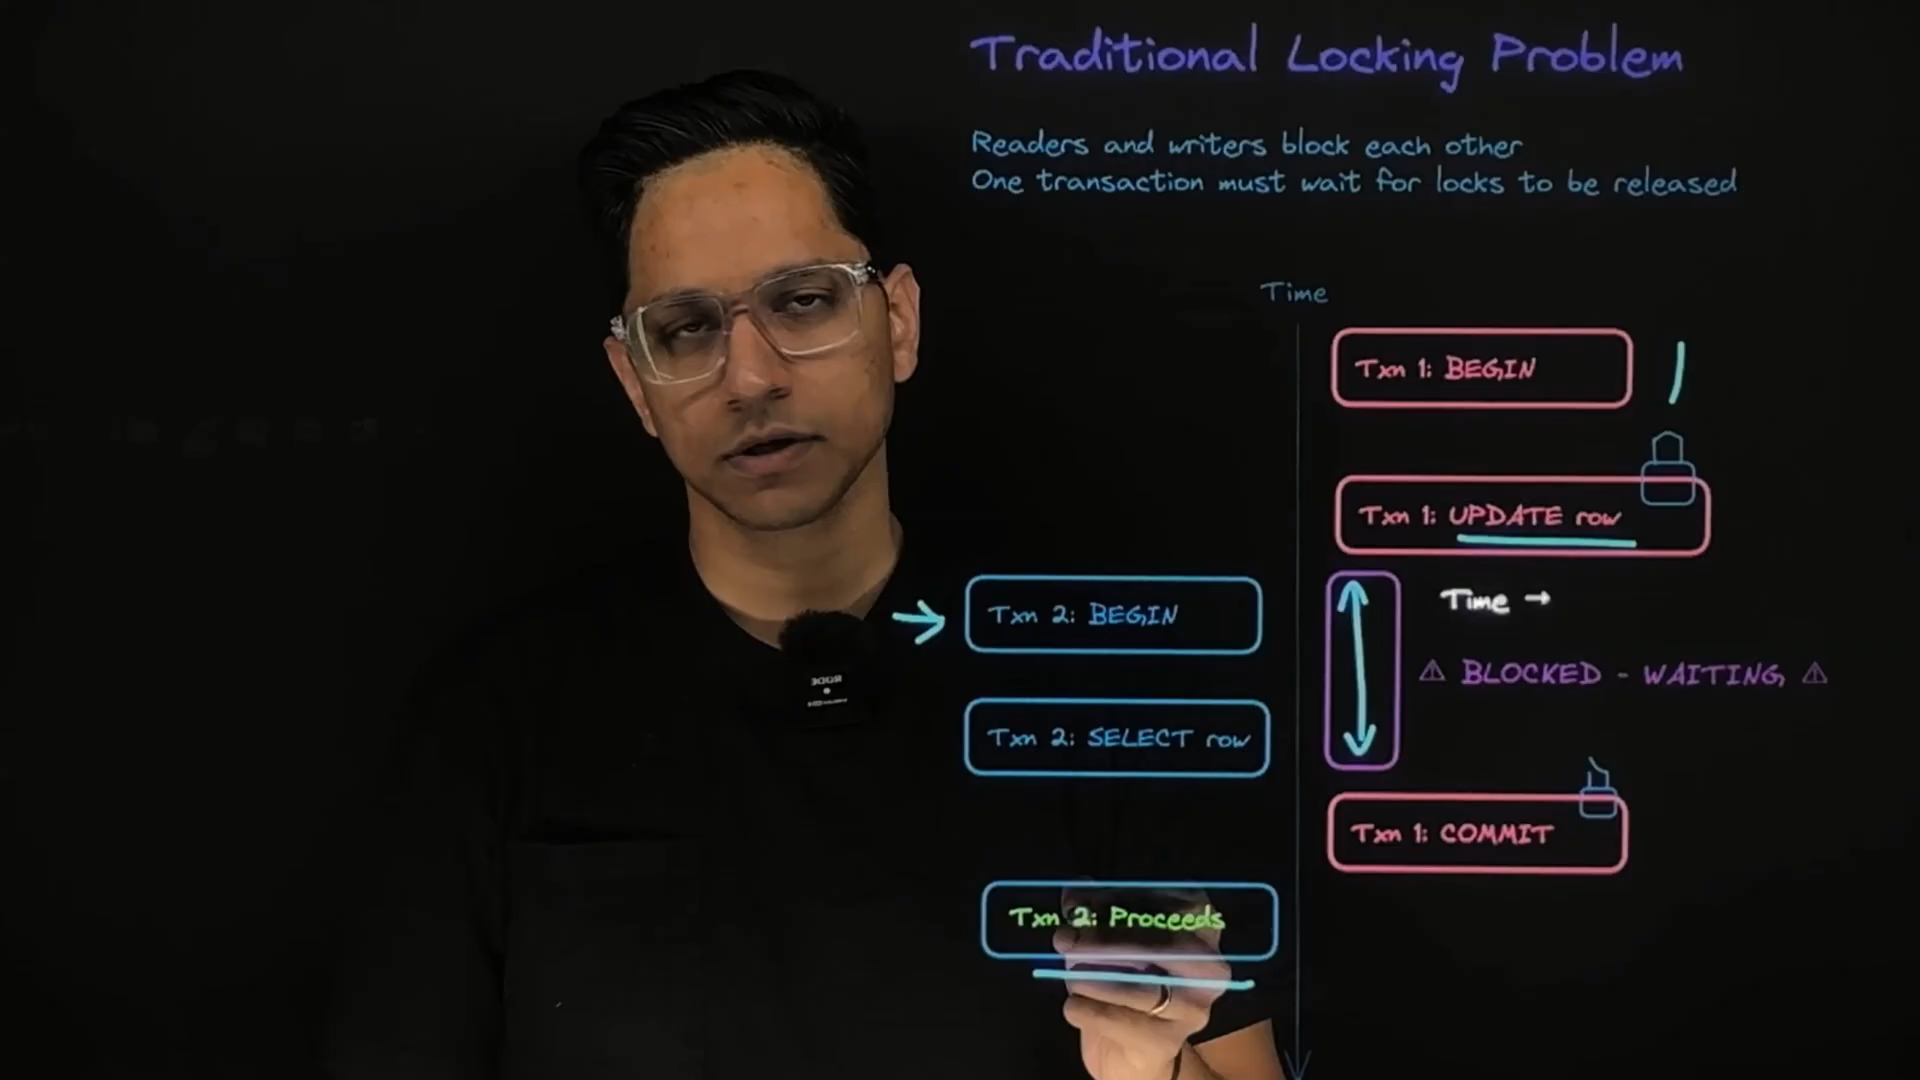 Traditional Locking Problem
Readers and writers block each other
One transaction must wait for locks to be released
Time
Txn 1: BEGIN
Txn 1: UPDATE row
Txn 2: BEGIN
Time →
⚠ BLOCKED - WAITING ⚠
Txn 2: SELECT row
Txn 1: COMMIT
Txn 2: Proceeds